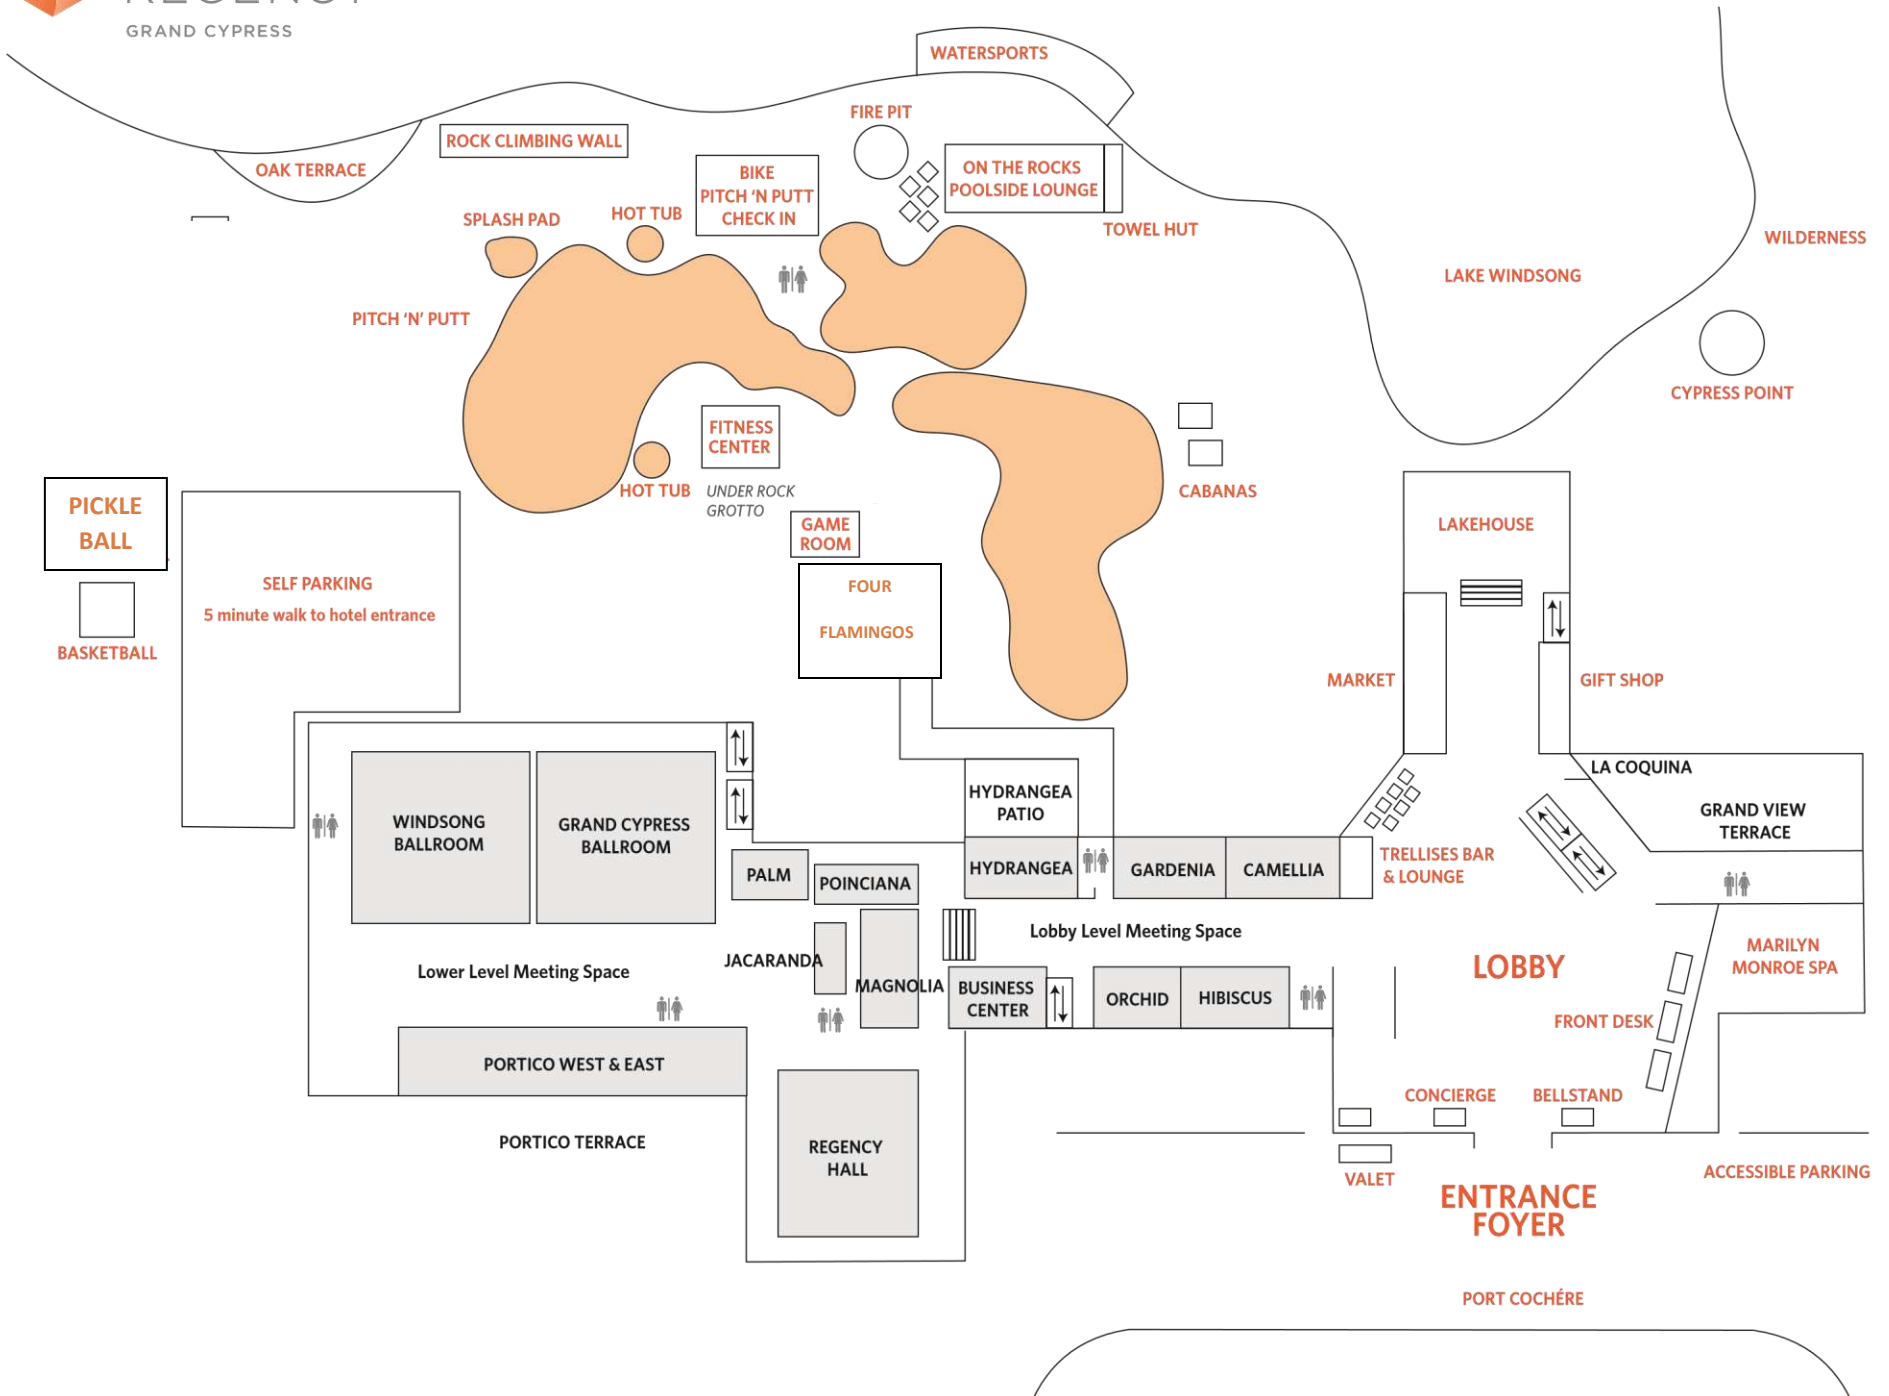 REGENCY
GRAND CYPRESS
WATERSPORTS
FIRE PIT
ROCK CLIMBING WALL
OAK TERRACE
BIKE
PITCH 'N PUTT
CHECK IN
ON THE ROCKS
POOLSIDE LOUNGE
SPLASH PAD
HOT TUB
TOWEL HUT
WILDERNESS
LAKE WINDSONG
PITCH 'N' PUTT
CYPRESS POINT
FITNESS
CENTER
HOT TUB
UNDER ROCK
GROTTO
CABANAS
PICKLE
BALL
GAME
ROOM
LAKEHOUSE
SELF PARKING
5 minute walk to hotel entrance
FOUR
FLAMINGOS
BASKETBALL
MARKET
GIFT SHOP
LA COQUINA
HYDRANGEA
PATIO
GRAND VIEW
TERRACE
WINDSONG
BALLROOM
GRAND CYPRESS
BALLROOM
PALM
POINCIANA
HYDRANGEA
GARDENIA
CAMELLIA
TRELLISES BAR
& LOUNGE
Lobby Level Meeting Space
JACARANDA
Lower Level Meeting Space
MAGNOLIA
BUSINESS
CENTER
ORCHID
HIBISCUS
LOBBY
MARILYN
MONROE SPA
FRONT DESK
PORTICO WEST & EAST
CONCIERGE
BELLSTAND
PORTICO TERRACE
REGENCY
HALL
VALET
ACCESSIBLE PARKING
ENTRANCE
FOYER
PORT COCHÉRE